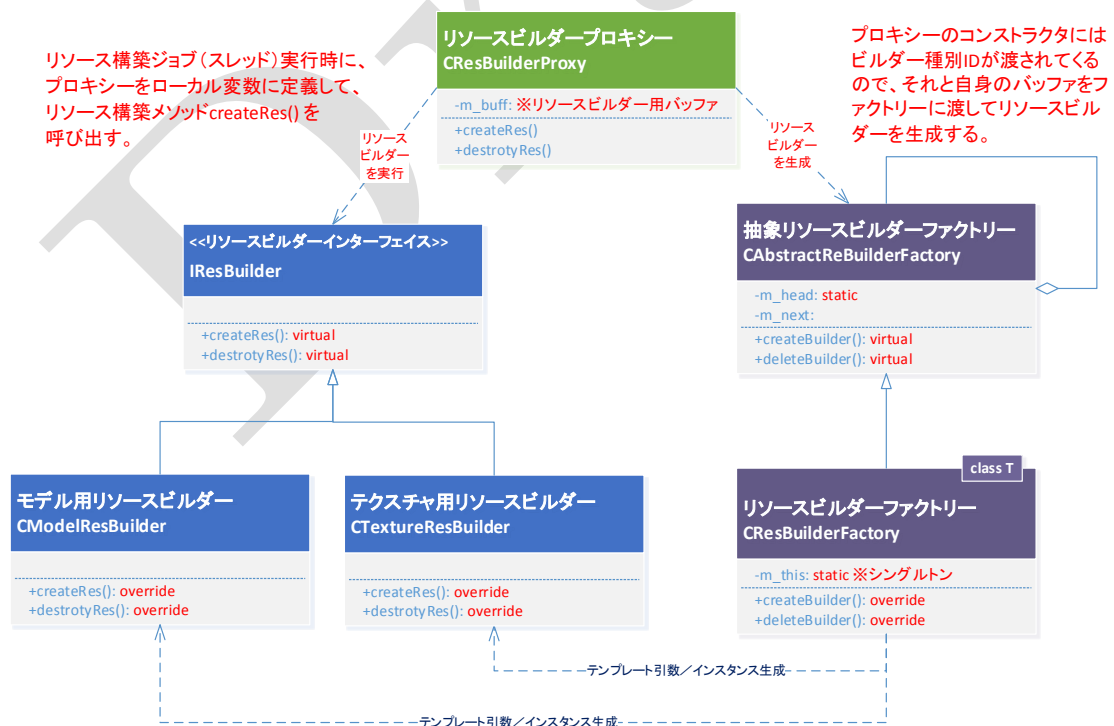 リソース構築ジョブ（スレッド）実行時に、
プロキシーをローカル変数に定義して、
リソース構築メソッドcreateRes() を
呼び出す。
リソースビルダープロキシー
CResBuilderProxy
-m_buff: ※リソースビルダー用バッファ
+createRes()
+destrotyRes()
プロキシーのコンストラクタには
ビルダー種別IDが渡されてくる
ので、それと自身のバッファをフ
ァクトリーに渡してリソースビル
ダーを生成する。
リソース
ビルダー
を実行
リソース
ビルダー
を生成
<<リソースビルダーインターフェイス>>
IResBuilder
+createRes(): virtual
+destrotyRes(): virtual
抽象リソースビルダーファクトリー
CAbstractReBuilderFactory
-m_head: static
-m_next:
+createBuilder(): virtual
+deleteBuilder(): virtual
モデル用リソースビルダー
CModelResBuilder
+createRes(): override
+destrotyRes(): override
テクスチャ用リソースビルダー
CTextureResBuilder
+createRes(): override
+destrotyRes(): override
class T
リソースビルダーファクトリー
CResBuilderFactory
-m_this: static ※シングルトン
+createBuilder(): override
+deleteBuilder(): override
テンプレート引数／インスタンス生成
テンプレート引数／インスタンス生成